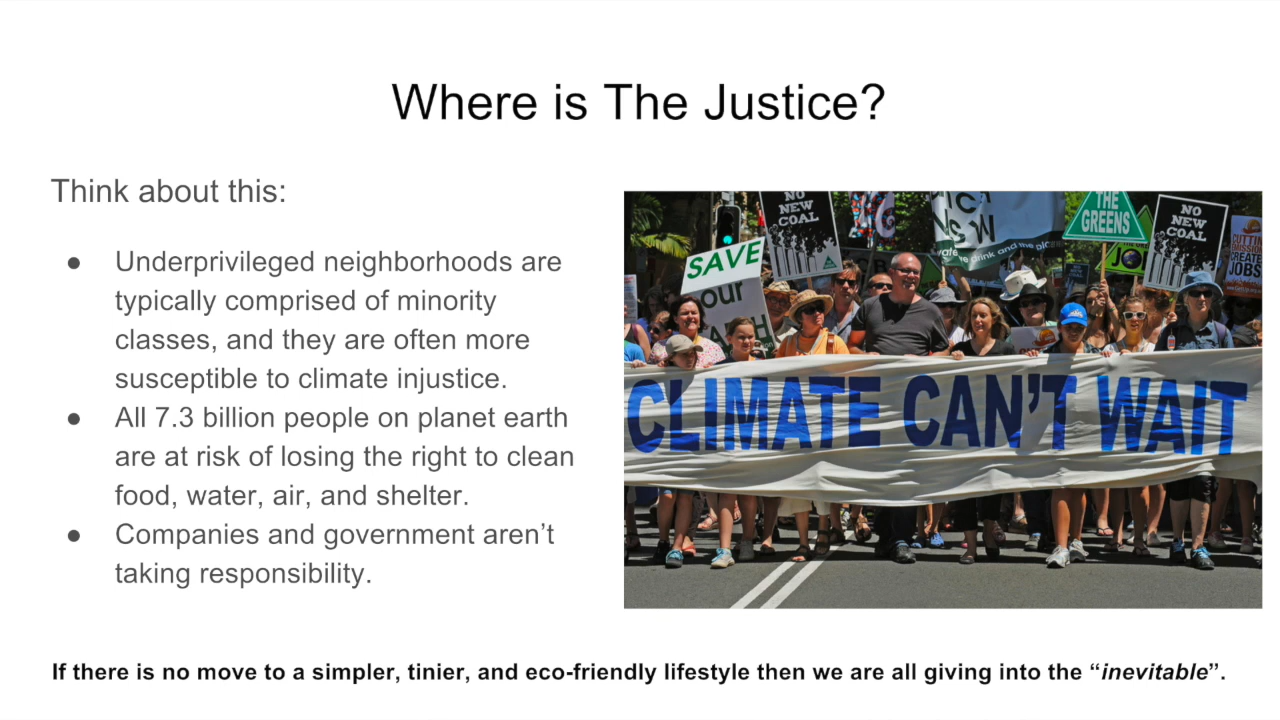 Where is The Justice?
Think about this:
● Underprivileged neighborhoods are
typically comprised of minority
classes, and they are often more
susceptible to climate injustice.
● All 7.3 billion people on planet earth
are at risk of losing the right to clean
food, water, air, and shelter.
● Companies and government aren’t
taking responsibility.
NO
NEW
COAL
SAVE
our
THE
GREENS
NO
NEW
COAL
CREATE
JOBS
CLIMATE CAN'T WAIT
If there is no move to a simpler, tinier, and eco-friendly lifestyle then we are all giving into the “inevitable”.